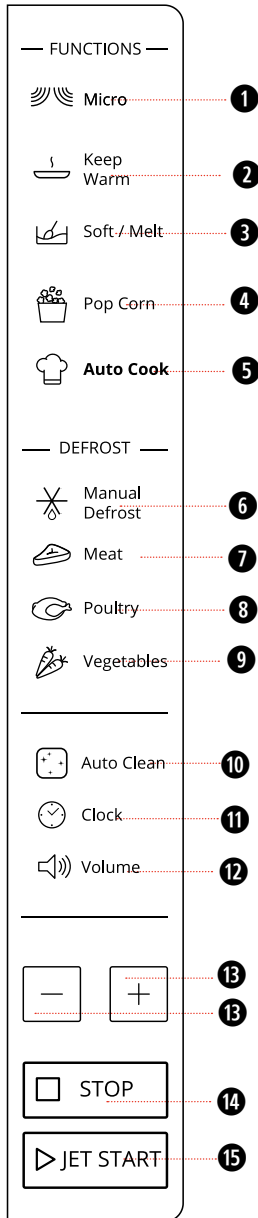 FUNCTIONS
Micro 1
Keep
Warm 2
Soft / Melt 3
Pop Corn 4
Auto Cook 5
DEFROST
Manual
Defrost 6
Meat 7
Poultry 8
Vegetables 9
Auto Clean 10
Clock 11
Volume 12
− + 13
13
STOP 14
JET START 15